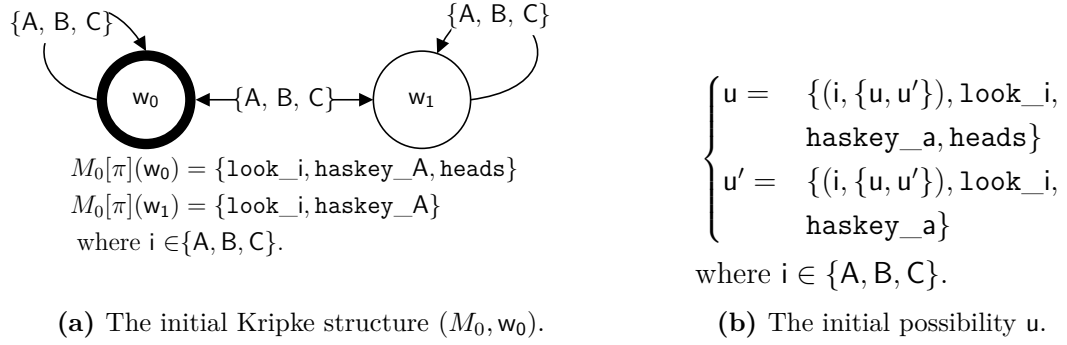 {A, B, C}
{A, B, C}
w₀
{A, B, C}
w₁
M₀[π](w₀) = {look_i, haskey_A, heads}
M₀[π](w₁) = {look_i, haskey_A}
where i ∈{A, B, C}.
(a) The initial Kripke structure (M₀, w₀).
u = {(i, {u, u′}), look_i,
haskey_a, heads}
u′ = {(i, {u, u′}), look_i,
haskey_a}
where i ∈ {A, B, C}.
(b) The initial possibility u.